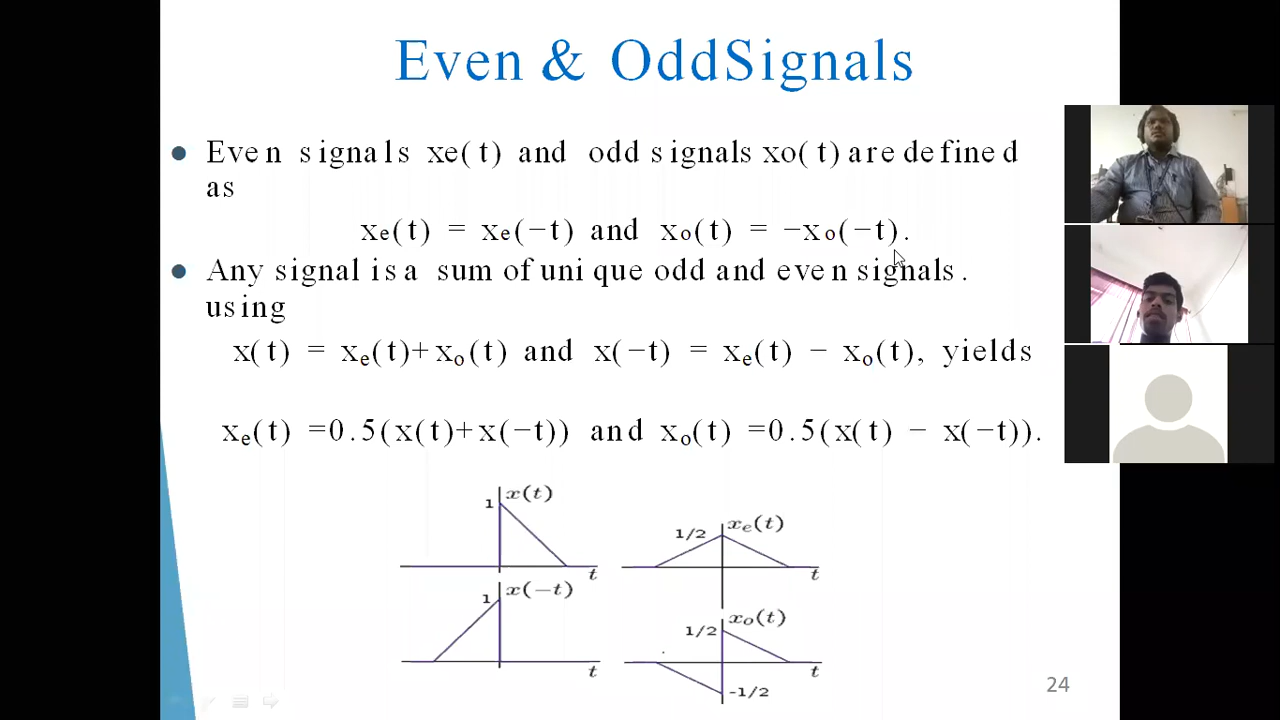 Even & OddSignals
Even signals xe(t) and odd signals xo(t) are defined
as
xe(t) = xe(−t) and xo(t) = −xo(−t).
Any signal is a sum of unique odd and even signals.
using
x(t) = xe(t)+xo(t) and x(−t) = xe(t) − xo(t), yields
xe(t) =0.5(x(t)+x(−t)) and xo(t) =0.5(x(t) − x(−t)).
1 x(t)
t
1 x(−t)
t
1/2 xe(t)
t
1/2 xo(t)
t
-1/2
24